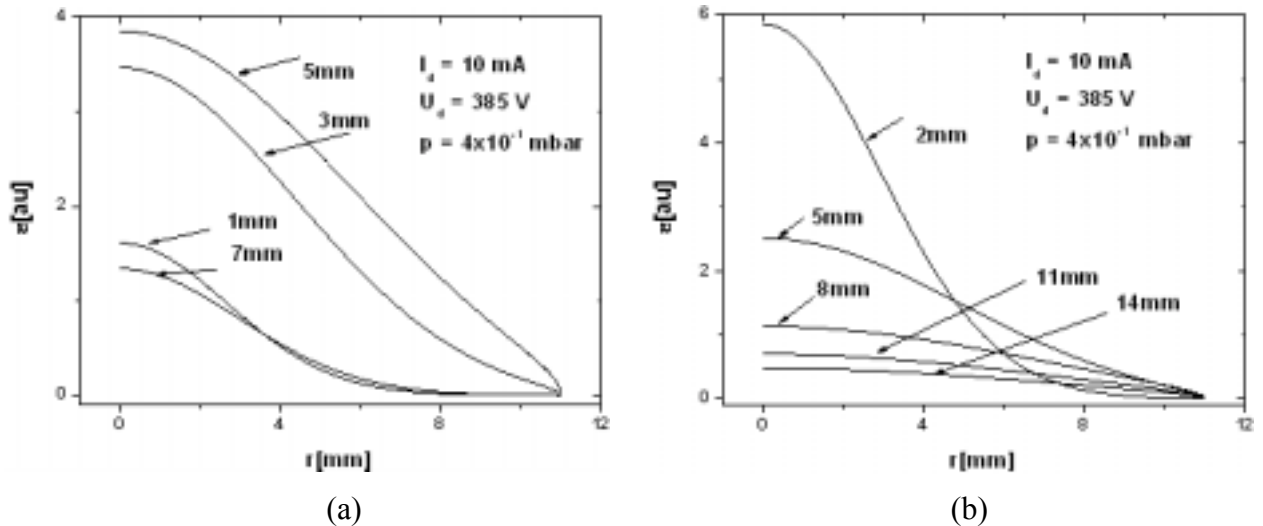 4
2
0
ε[au]
5mm
3mm
1mm
7mm
I_d = 10 mA
U_d = 385 V
p = 4x10⁻¹ mbar
0
4
8
12
r[mm]
(a)
6
4
2
0
ε[au]
2mm
5mm
8mm
11mm
14mm
I_d = 10 mA
U_d = 385 V
p = 4x10⁻¹ mbar
0
4
8
12
r[mm]
(b)